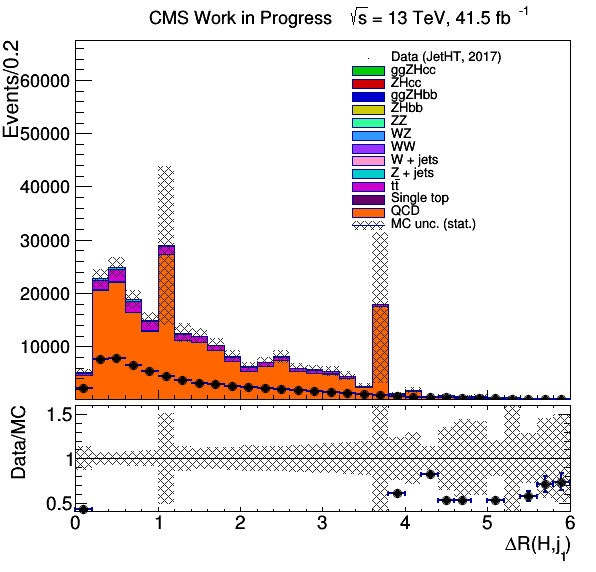 CMS Work in Progress √s = 13 TeV, 41.5 fb⁻¹
Events/0.2
60000
50000
40000
30000
20000
10000
Data (JetHT, 2017)
ggZHcc
ZHcc
ggZHbb
ZHbb
ZZ
WZ
WW
W + jets
Z + jets
tt̄
Single top
QCD
MC unc. (stat.)
Data/MC
1.5
1
0.5
0 1 2 3 4 5 6
ΔR(H,j₁)